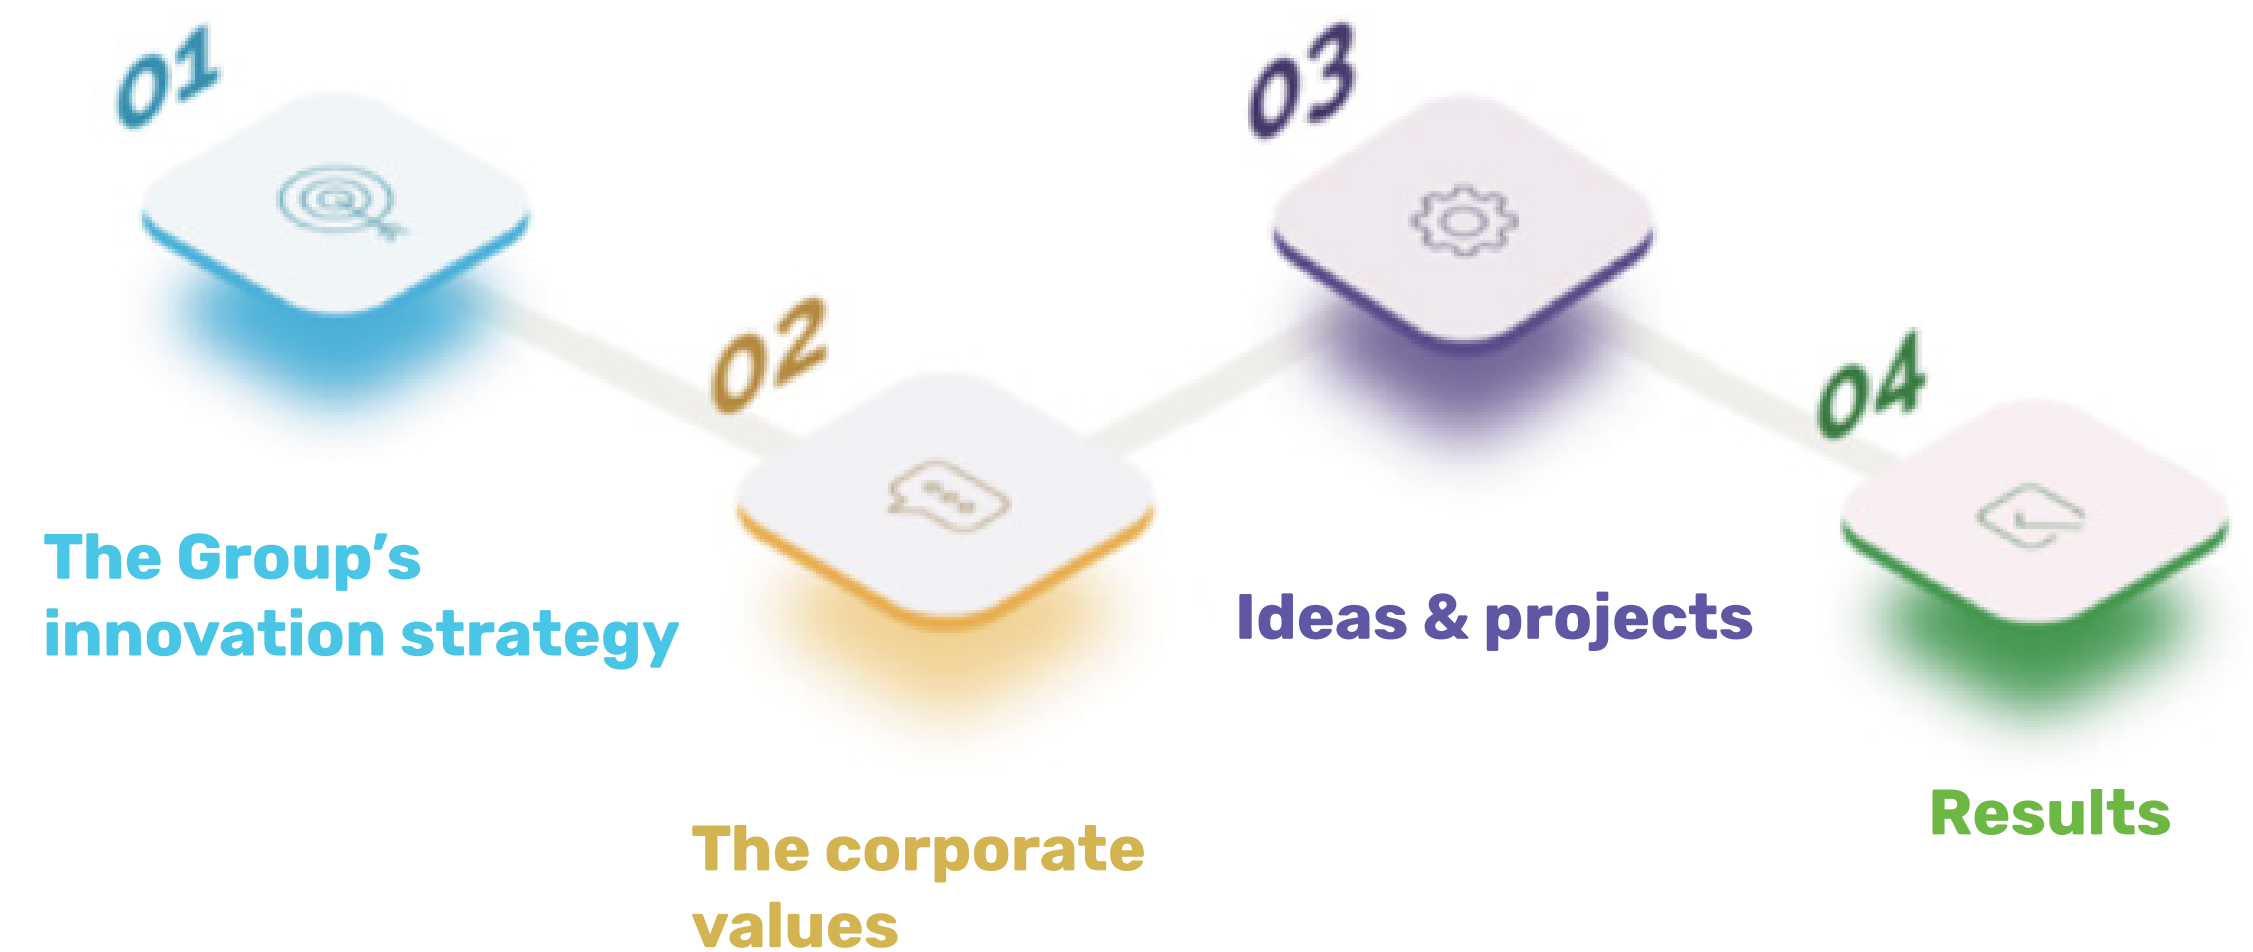 01
The Group’s
innovation strategy
02
The corporate
values
03
Ideas & projects
04
Results